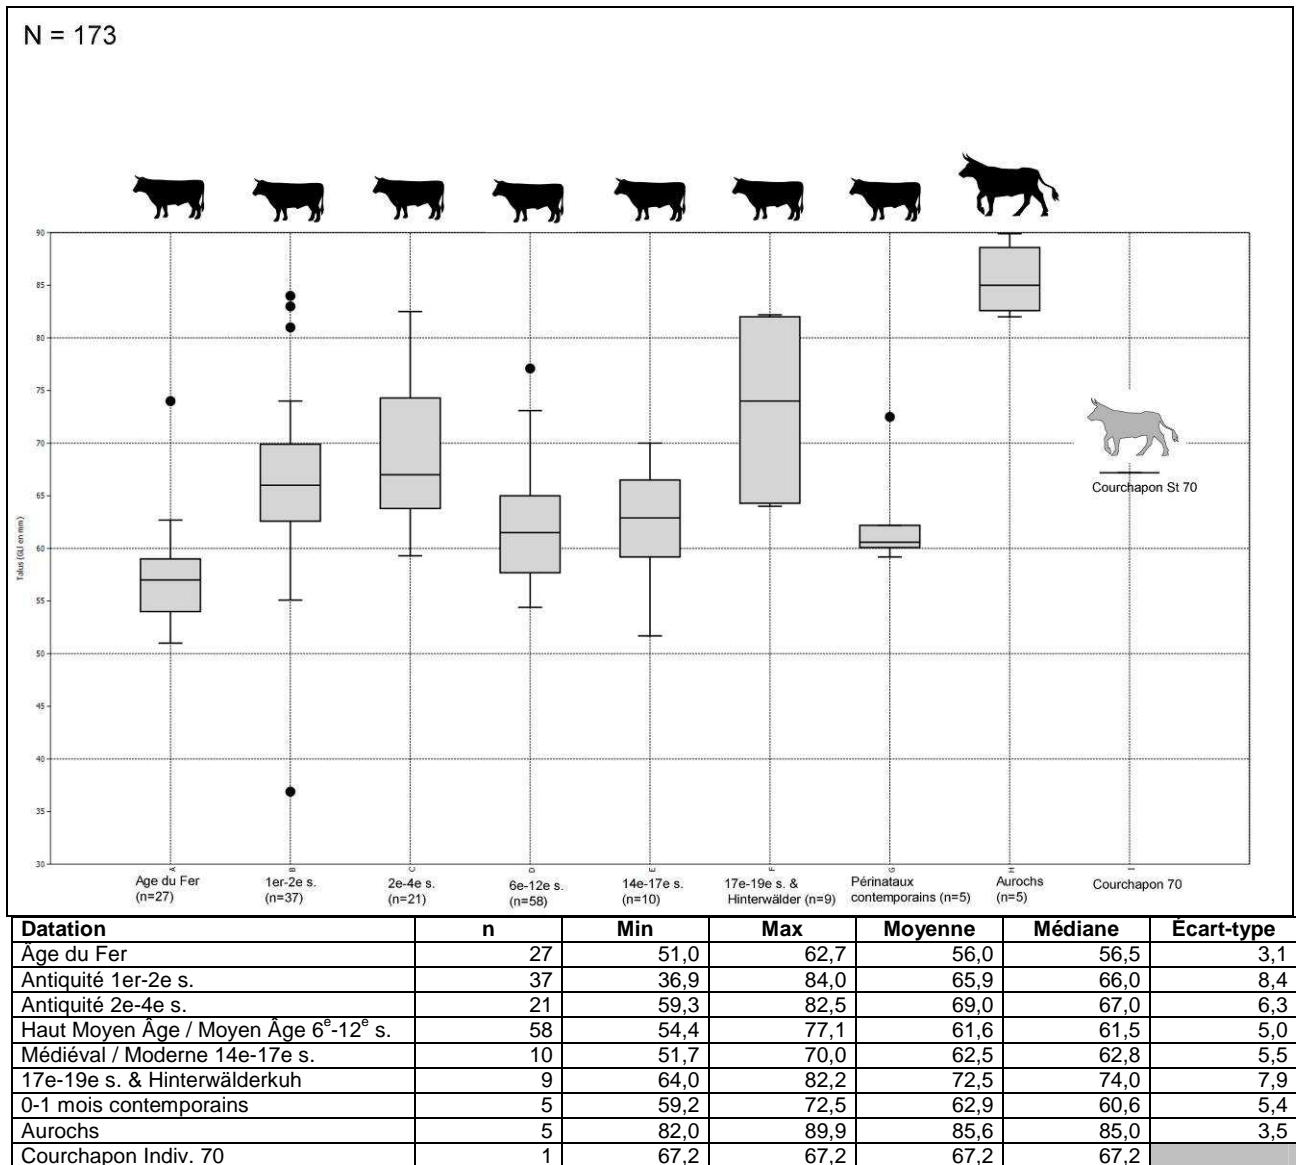 N = 173
90
85
80
75
70
65
60
55
50
45
40
35
30
Talus (GLl en mm)
Courchapon St 70
A
B
C
D
E
F
G
H
I
Age du Fer
(n=27)
1er-2e s.
(n=37)
2e-4e s.
(n=21)
6e-12e s.
(n=58)
14e-17e s.
(n=10)
17e-19e s. &
Hinterwälder (n=9)
Périnataux
contemporains (n=5)
Aurochs
(n=5)
Courchapon 70
Datation n Min Max Moyenne Médiane Écart-type
Âge du Fer 27 51,0 62,7 56,0 56,5 3,1
Antiquité 1er-2e s. 37 36,9 84,0 65,9 66,0 8,4
Antiquité 2e-4e s. 21 59,3 82,5 69,0 67,0 6,3
Haut Moyen Âge / Moyen Âge 6e-12e s. 58 54,4 77,1 61,6 61,5 5,0
Médiéval / Moderne 14e-17e s. 10 51,7 70,0 62,5 62,8 5,5
17e-19e s. & Hinterwälderkuh 9 64,0 82,2 72,5 74,0 7,9
0-1 mois contemporains 5 59,2 72,5 62,9 60,6 5,4
Aurochs 5 82,0 89,9 85,6 85,0 3,5
Courchapon Indiv. 70 1 67,2 67,2 67,2 67,2